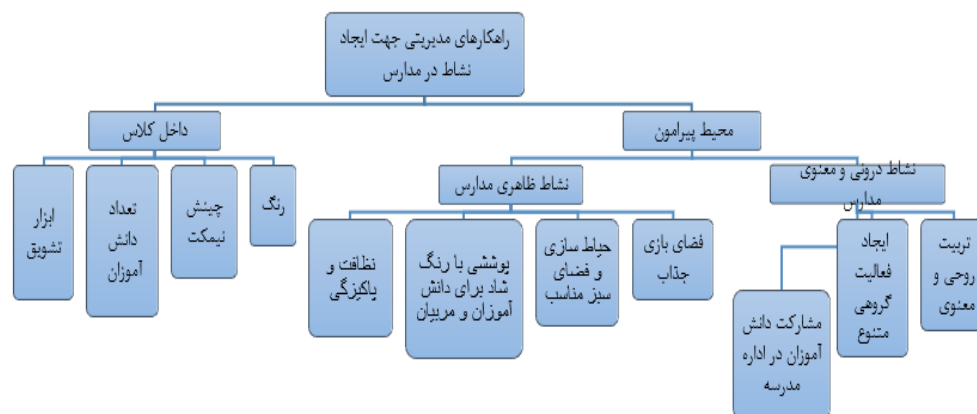 راهکارهای مدیریتی جهت ایجاد
نشاط در مدارس
محیط پیرامون
داخل کلاس
نشاط درونی و معنوی
مدارس
نشاط ظاهری مدارس
رنگ
چینش
نیمکت
تعداد
دانش
آموزان
ابزار
تشویق
تربیت
روحی و
معنوی
ایجاد
فعالیت
گروهی
متنوع
مشارکت دانش
آموزان در اداره
مدرسه
فضای بازی
جذاب
حیاط سازی
و فضای
سبز مناسب
پوششی با رنگ
شاد برای دانش
آموزان و مربیان
نظافت و
پاکیزگی